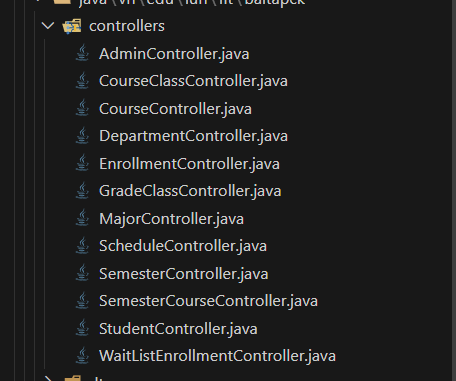 controllers
AdminController.java
CourseClassController.java
CourseController.java
DepartmentController.java
EnrollmentController.java
GradeClassController.java
MajorController.java
ScheduleController.java
SemesterController.java
SemesterCourseController.java
StudentController.java
WaitListEnrollmentController.java